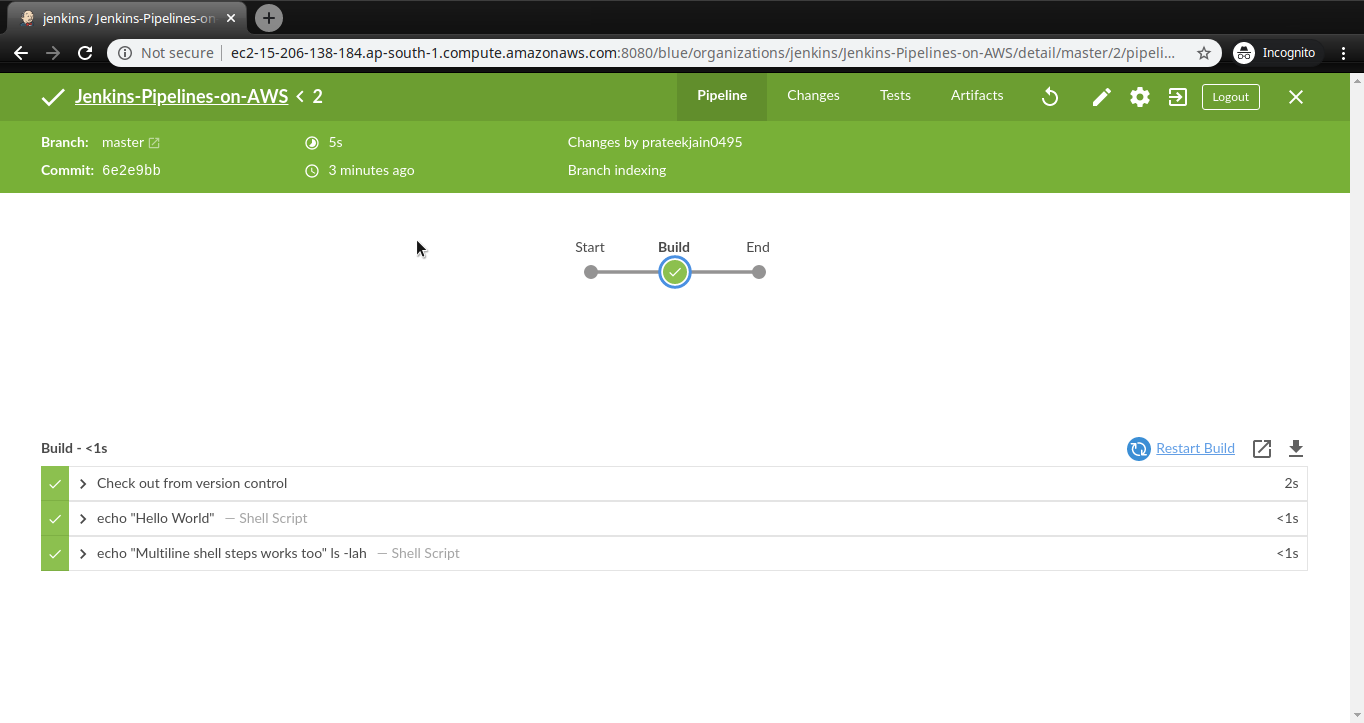 jenkins / Jenkins-Pipelines-on
Not secure ec2-15-206-138-184.ap-south-1.compute.amazonaws.com:8080/blue/organizations/jenkins/Jenkins-Pipelines-on-AWS/detail/master/2/pipeli... Incognito
Jenkins-Pipelines-on-AWS < 2 Pipeline Changes Tests Artifacts Logout
Branch: master 5s Changes by prateekjain0495
Commit: 6e2e9bb 3 minutes ago Branch indexing
Start Build End
Build - <1s Restart Build
Check out from version control 2s
echo "Hello World" — Shell Script <1s
echo "Multiline shell steps works too" ls -lah — Shell Script <1s